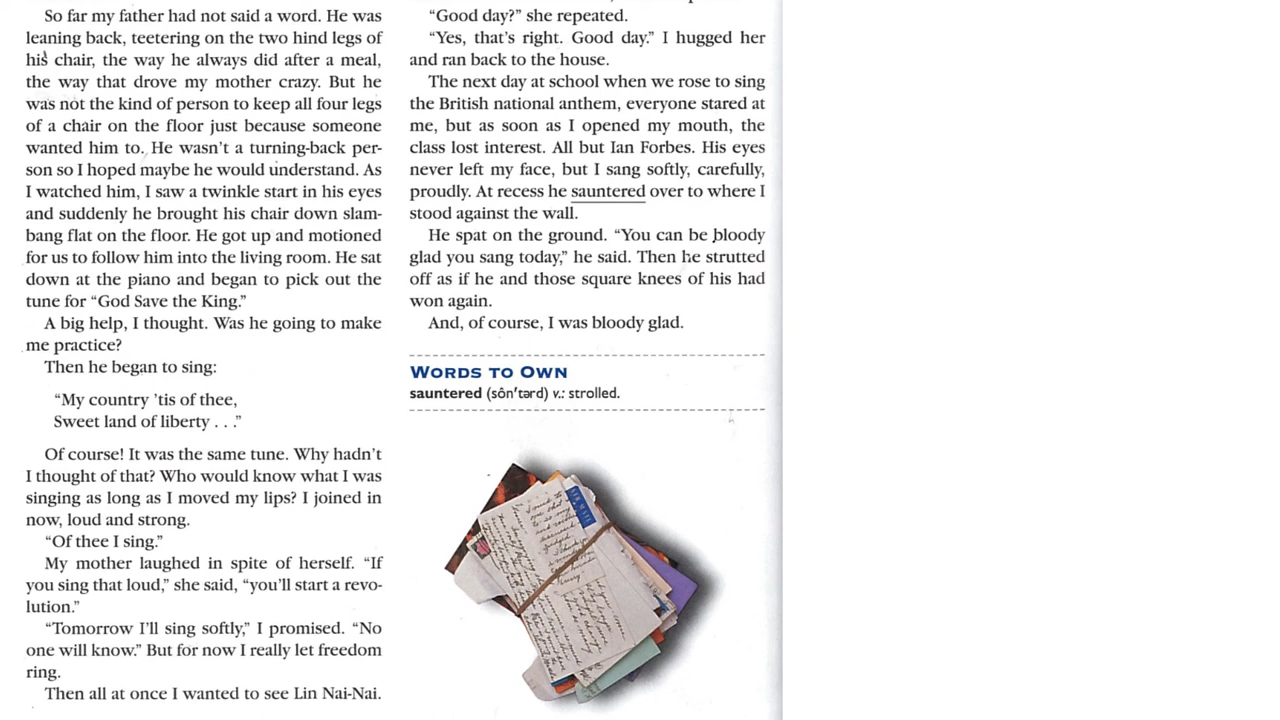 So far my father had not said a word. He was
leaning back, teetering on the two hind legs of
his chair, the way he always did after a meal,
the way that drove my mother crazy. But he
was not the kind of person to keep all four legs
of a chair on the floor just because someone
wanted him to. He wasn't a turning-back per-
son so I hoped maybe he would understand. As
I watched him, I saw a twinkle start in his eyes
and suddenly he brought his chair down slam-
bang flat on the floor. He got up and motioned
for us to follow him into the living room. He sat
down at the piano and began to pick out the
tune for "God Save the King."
A big help, I thought. Was he going to make
me practice?
Then he began to sing:
"My country 'tis of thee,
Sweet land of liberty . . ."
Of course! It was the same tune. Why hadn't
I thought of that? Who would know what I was
singing as long as I moved my lips? I joined in
now, loud and strong.
"Of thee I sing."
My mother laughed in spite of herself. "If
you sing that loud," she said, "you'll start a revo-
lution."
"Tomorrow I'll sing softly," I promised. "No
one will know." But for now I really let freedom
ring.
Then all at once I wanted to see Lin Nai-Nai.
"Good day?" she repeated.
"Yes, that's right. Good day." I hugged her
and ran back to the house.
The next day at school when we rose to sing
the British national anthem, everyone stared at
me, but as soon as I opened my mouth, the
class lost interest. All but Ian Forbes. His eyes
never left my face, but I sang softly, carefully,
proudly. At recess he sauntered over to where I
stood against the wall.
He spat on the ground. "You can be bloody
glad you sang today," he said. Then he strutted
off as if he and those square knees of his had
won again.
And, of course, I was bloody glad.
WORDS TO OWN
sauntered (sôn'tərd) v.: strolled.